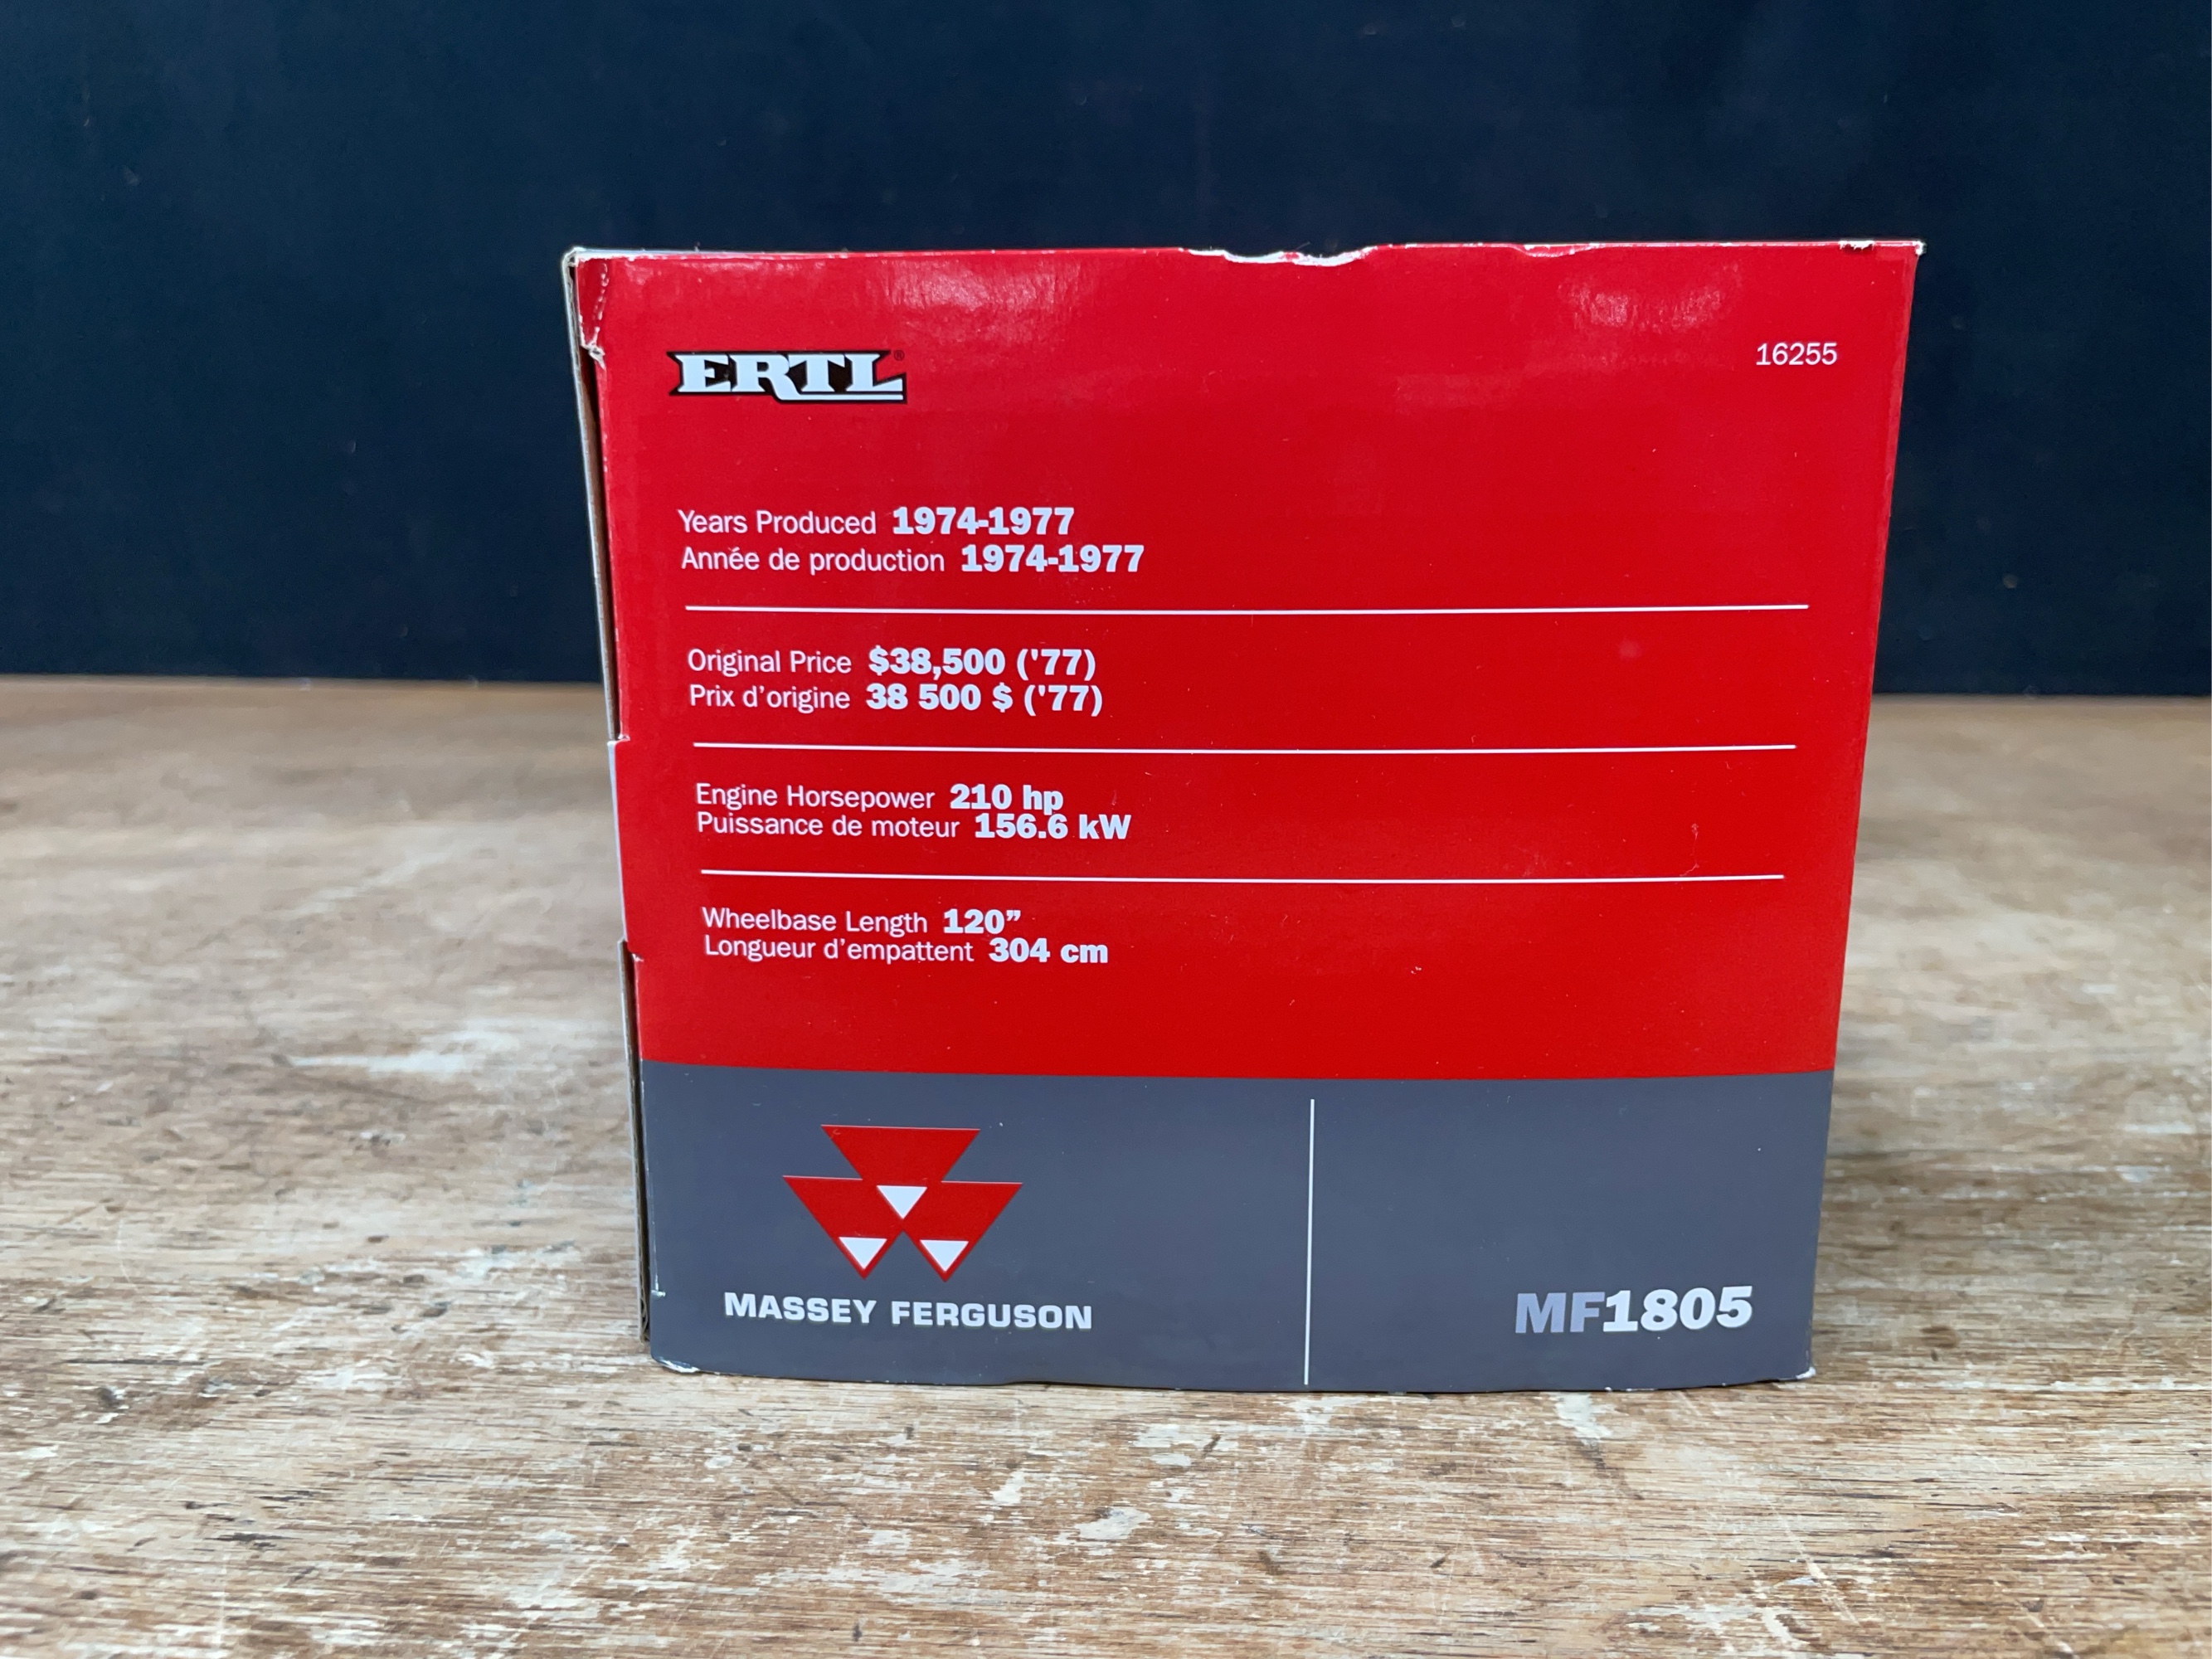 ERTL®
16255
Years Produced 1974-1977
Année de production 1974-1977
Original Price $38,500 ('77)
Prix d'origine 38 500 $ ('77)
Engine Horsepower 210 hp
Puissance de moteur 156.6 kW
Wheelbase Length 120”
Longueur d'empattent 304 cm
MASSEY FERGUSON
MF1805